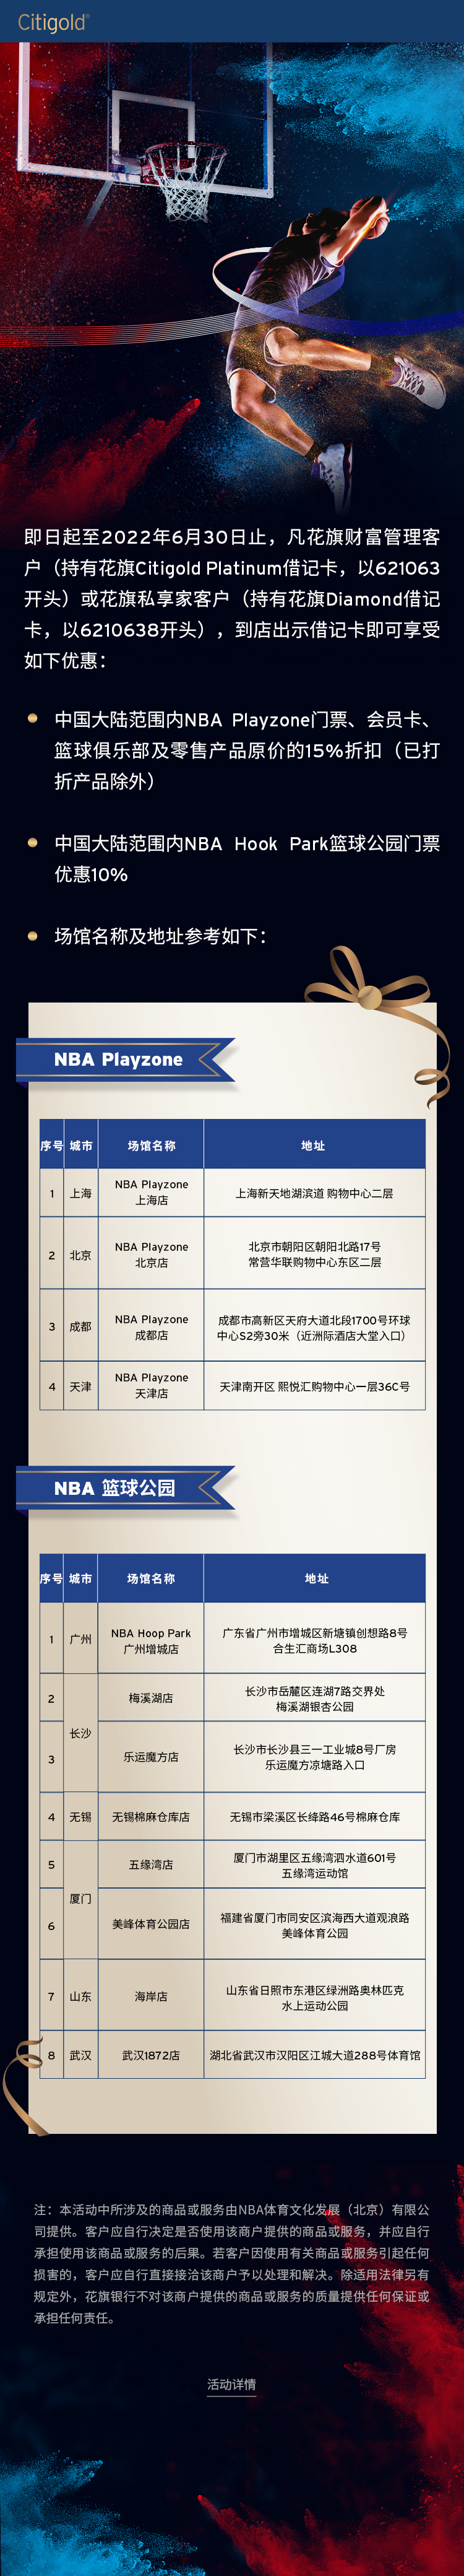 Citigold®
即日起至2022年6月30日止，凡花旗财富管理客
户（持有花旗Citigold Platinum借记卡，以621063
开头）或花旗私享家客户（持有花旗Diamond借记
卡，以6210638开头），到店出示借记卡即可享受
如下优惠：
中国大陆范围内NBA Playzone门票、会员卡、
篮球俱乐部及零售产品原价的15%折扣（已打
折产品除外）
中国大陆范围内NBA Hook Park篮球公园门票
优惠10%
场馆名称及地址参考如下：
NBA Playzone
序号 城市 场馆名称 地址
1 上海 NBA Playzone 上海店 上海新天地湖滨道 购物中心二层
2 北京 NBA Playzone 北京店 北京市朝阳区朝阳北路17号 常营华联购物中心东区二层
3 成都 NBA Playzone 成都店 成都市高新区天府大道北段1700号环球 中心S2旁30米（近洲际酒店大堂入口）
4 天津 NBA Playzone 天津店 天津南开区 熙悦汇购物中心一层36C号
NBA 篮球公园
序号 城市 场馆名称 地址
1 广州 NBA Hoop Park 广州增城店 广东省广州市增城区新塘镇创想路8号 合生汇商场L308
2 长沙 梅溪湖店 长沙市岳麓区连湖7路交界处 梅溪湖银杏公园
3 乐运魔方店 长沙市长沙县三一工业城8号厂房 乐运魔方凉塘路入口
4 无锡 无锡棉麻仓库店 无锡市梁溪区长绛路46号棉麻仓库
5 厦门 五缘湾店 厦门市湖里区五缘湾泗水道601号 五缘湾运动馆
6 美峰体育公园店 福建省厦门市同安区滨海西大道观浪路 美峰体育公园
7 山东 海岸店 山东省日照市东港区绿洲路奥林匹克 水上运动公园
8 武汉 武汉1872店 湖北省武汉市汉阳区江城大道288号体育馆
注：本活动中所涉及的商品或服务由NBA体育文化发展（北京）有限公
司提供。客户应自行决定是否使用该商户提供的商品或服务，并应自行
承担使用该商品或服务的后果。若客户因使用有关商品或服务引起任何
损害的，客户应自行直接接洽该商户予以处理和解决。除适用法律另有
规定外，花旗银行不对该商户提供的商品或服务的质量提供任何保证或
承担任何责任。
活动详情